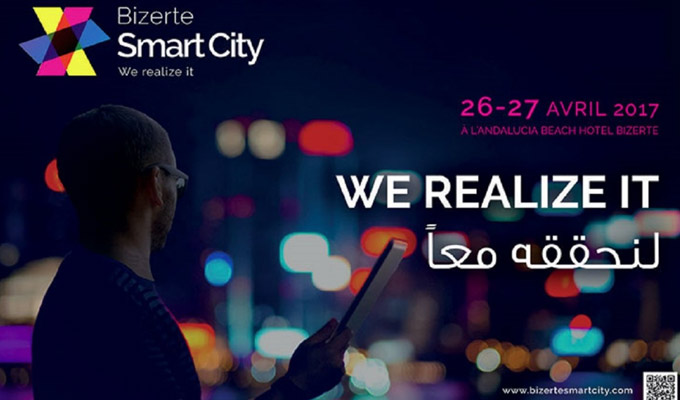 Bizerte
Smart City
We realize it
26-27 AVRIL 2017
À L'ANDALUCIA BEACH HOTEL BIZERTE
WE REALIZE IT
لنحققه معاً
www.bizertesmartcity.com